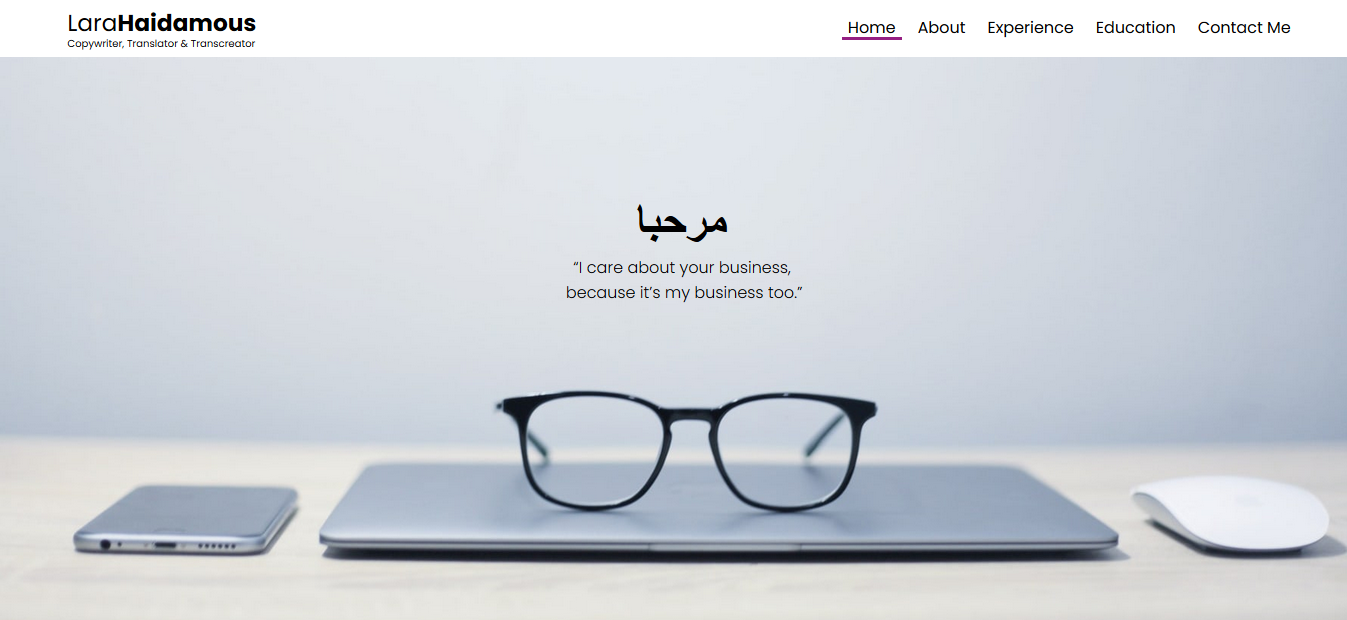 LaraHaidamous
Copywriter, Translator & Transcreator
Home About Experience Education Contact Me
مرحبا
“I care about your business,
because it’s my business too.”